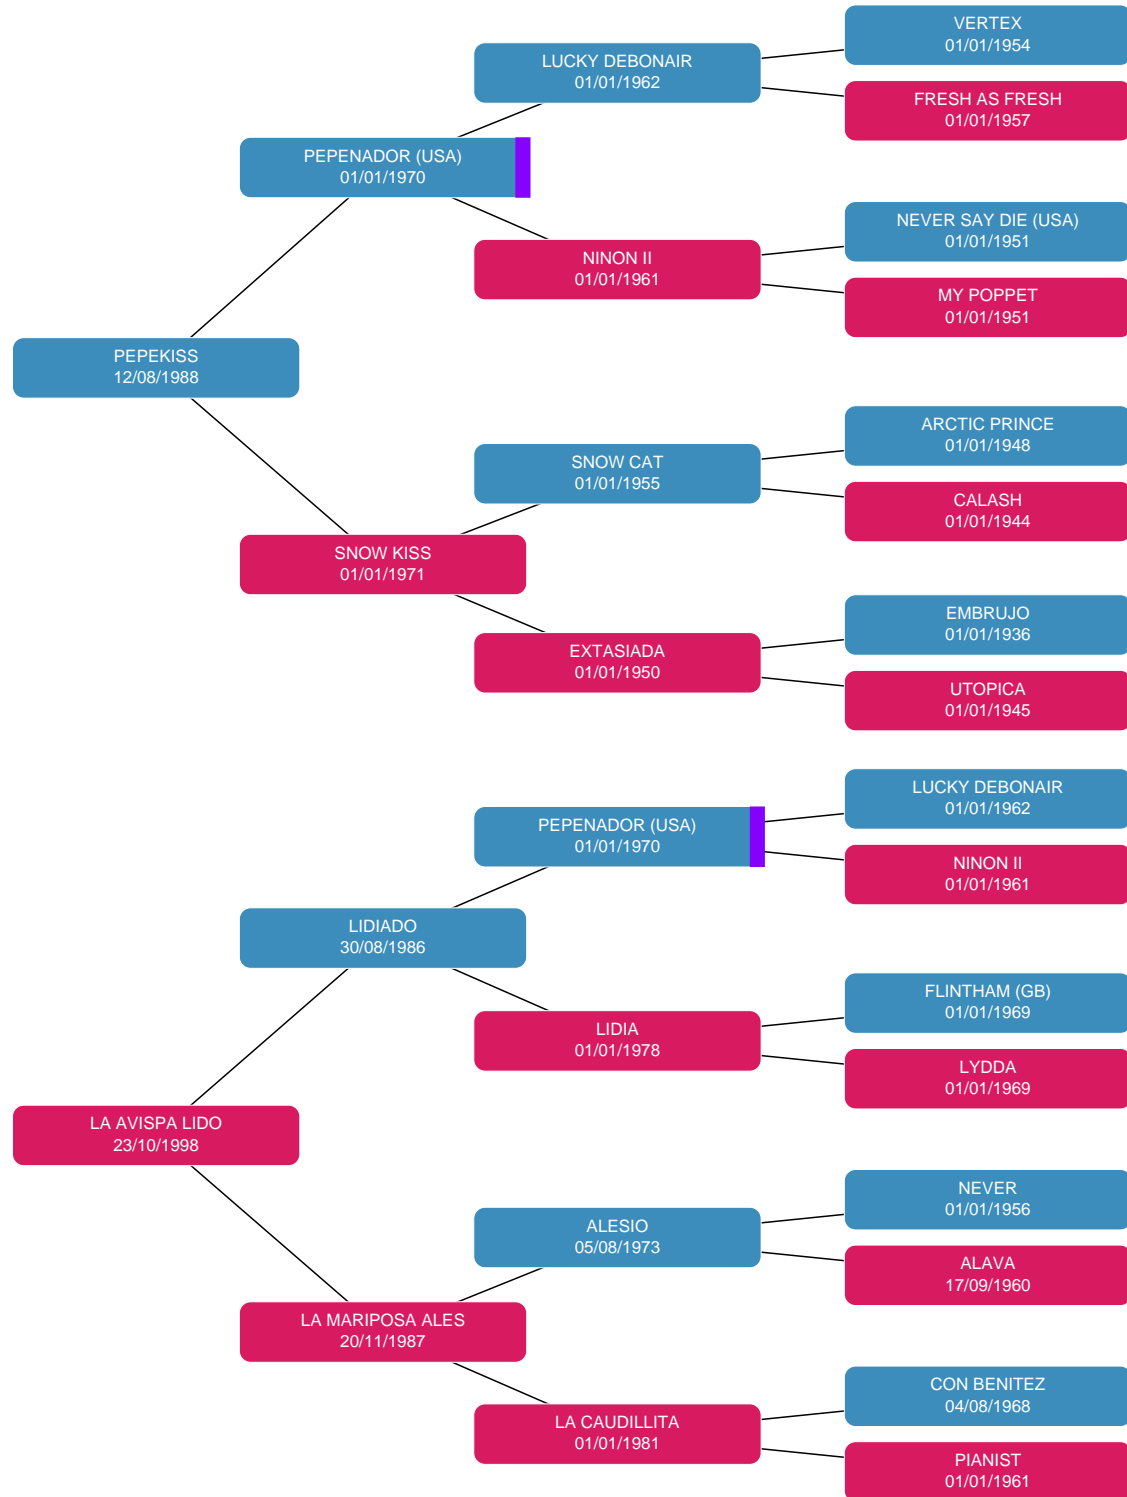 VERTEX
01/01/1954
LUCKY DEBONAIR
01/01/1962
FRESH AS FRESH
01/01/1957
PEPENADOR (USA)
01/01/1970
NEVER SAY DIE (USA)
01/01/1951
NINON II
01/01/1961
MY POPPET
01/01/1951
PEPEKISS
12/08/1988
ARCTIC PRINCE
01/01/1948
SNOW CAT
01/01/1955
CALASH
01/01/1944
SNOW KISS
01/01/1971
EMBRUJO
01/01/1936
EXTASIADA
01/01/1950
UTOPICA
01/01/1945
LUCKY DEBONAIR
01/01/1962
PEPENADOR (USA)
01/01/1970
NINON II
01/01/1961
LIDIADO
30/08/1986
FLINTHAM (GB)
01/01/1969
LIDIA
01/01/1978
LYDDA
01/01/1969
LA AVISPA LIDO
23/10/1998
NEVER
01/01/1956
ALESIO
05/08/1973
ALAVA
17/09/1960
LA MARIPOSA ALES
20/11/1987
CON BENITEZ
04/08/1968
LA CAUDILLITA
01/01/1981
PIANIST
01/01/1961